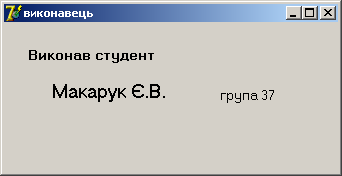 виконавець
Виконав студент
Макарук Є.В.
група 37